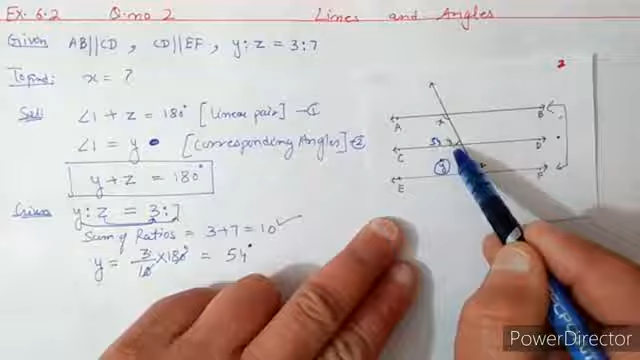 Ex. 6.2 Q.no 2 Lines and Angles
Given AB||CD, CD||EF, y:z = 3:7
To find: x = ?
Sol: ∠1 + z = 180° [linear pair] —①
∠1 = y [Corresponding Angles] —②
y + z = 180°
Given y:z = 3:7
Sum of Ratios = 3+7 = 10
y = 3/10 × 180° = 54°
2
x
A B
C D
y
E F
PowerDirector